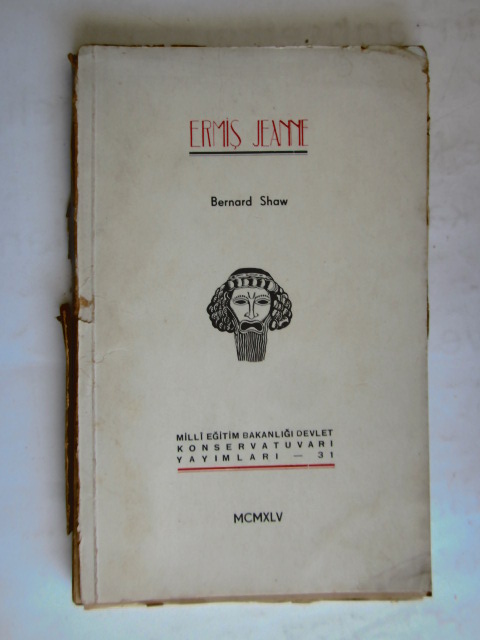 ERMİŞ JEANNE
Bernard Shaw
MİLLÎ EĞİTİM BAKANLIĞI DEVLET
KONSERVATUVARI
YAYIMLARI — 31
MCMXLV